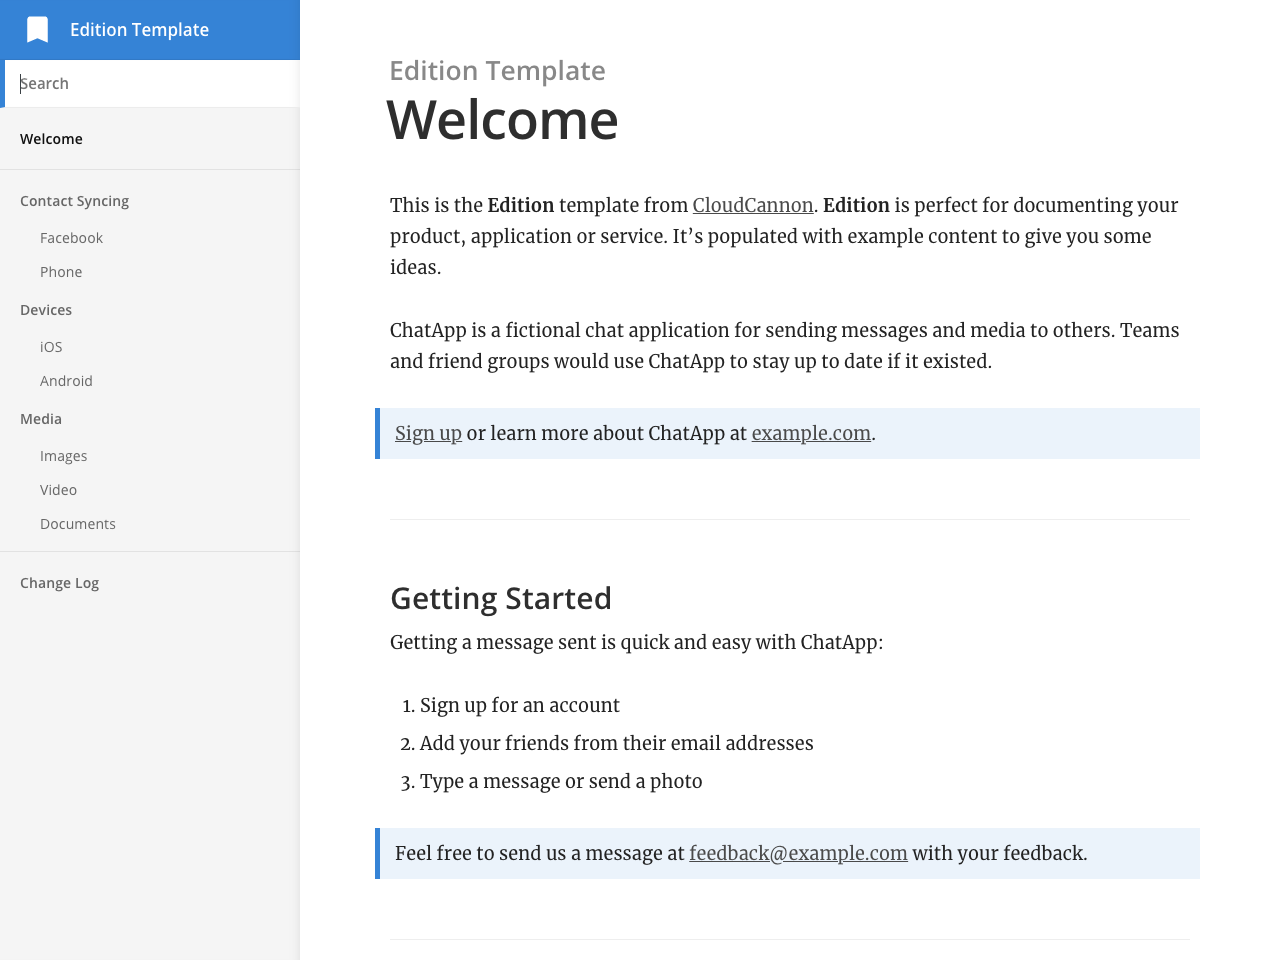 Edition Template
Search
Welcome
Contact Syncing
Facebook
Phone
Devices
iOS
Android
Media
Images
Video
Documents
Change Log
Edition Template
Welcome
This is the Edition template from CloudCannon. Edition is perfect for documenting your
product, application or service. It’s populated with example content to give you some
ideas.
ChatApp is a fictional chat application for sending messages and media to others. Teams
and friend groups would use ChatApp to stay up to date if it existed.
Sign up or learn more about ChatApp at example.com.
Getting Started
Getting a message sent is quick and easy with ChatApp:
1. Sign up for an account
2. Add your friends from their email addresses
3. Type a message or send a photo
Feel free to send us a message at feedback@example.com with your feedback.